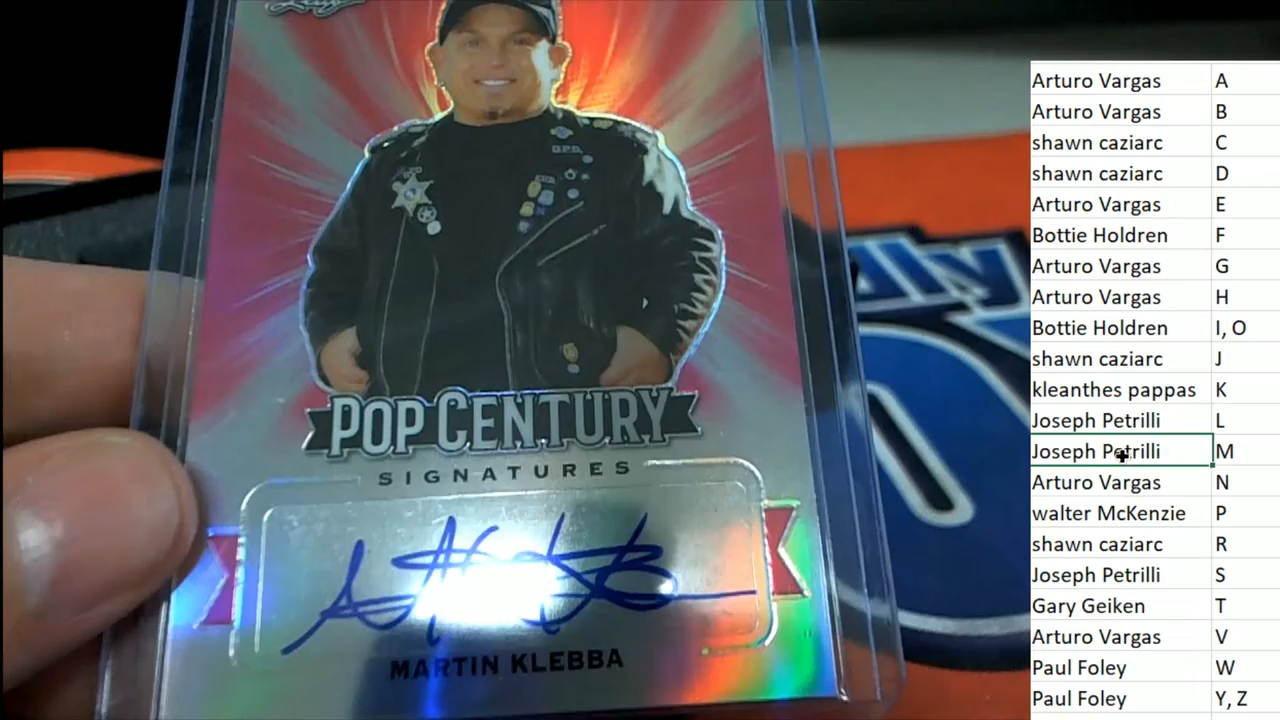 Leaf
O.P.D.
POP CENTURY
SIGNATURES
MARTIN KLEBBA
Arturo Vargas A
Arturo Vargas B
shawn caziarc C
shawn caziarc D
Arturo Vargas E
Bottie Holdren F
Arturo Vargas G
Arturo Vargas H
Bottie Holdren I, O
shawn caziarc J
kleanthes pappas K
Joseph Petrilli L
Joseph Petrilli M
Arturo Vargas N
walter McKenzie P
shawn caziarc R
Joseph Petrilli S
Gary Geiken T
Arturo Vargas V
Paul Foley W
Paul Foley Y, Z